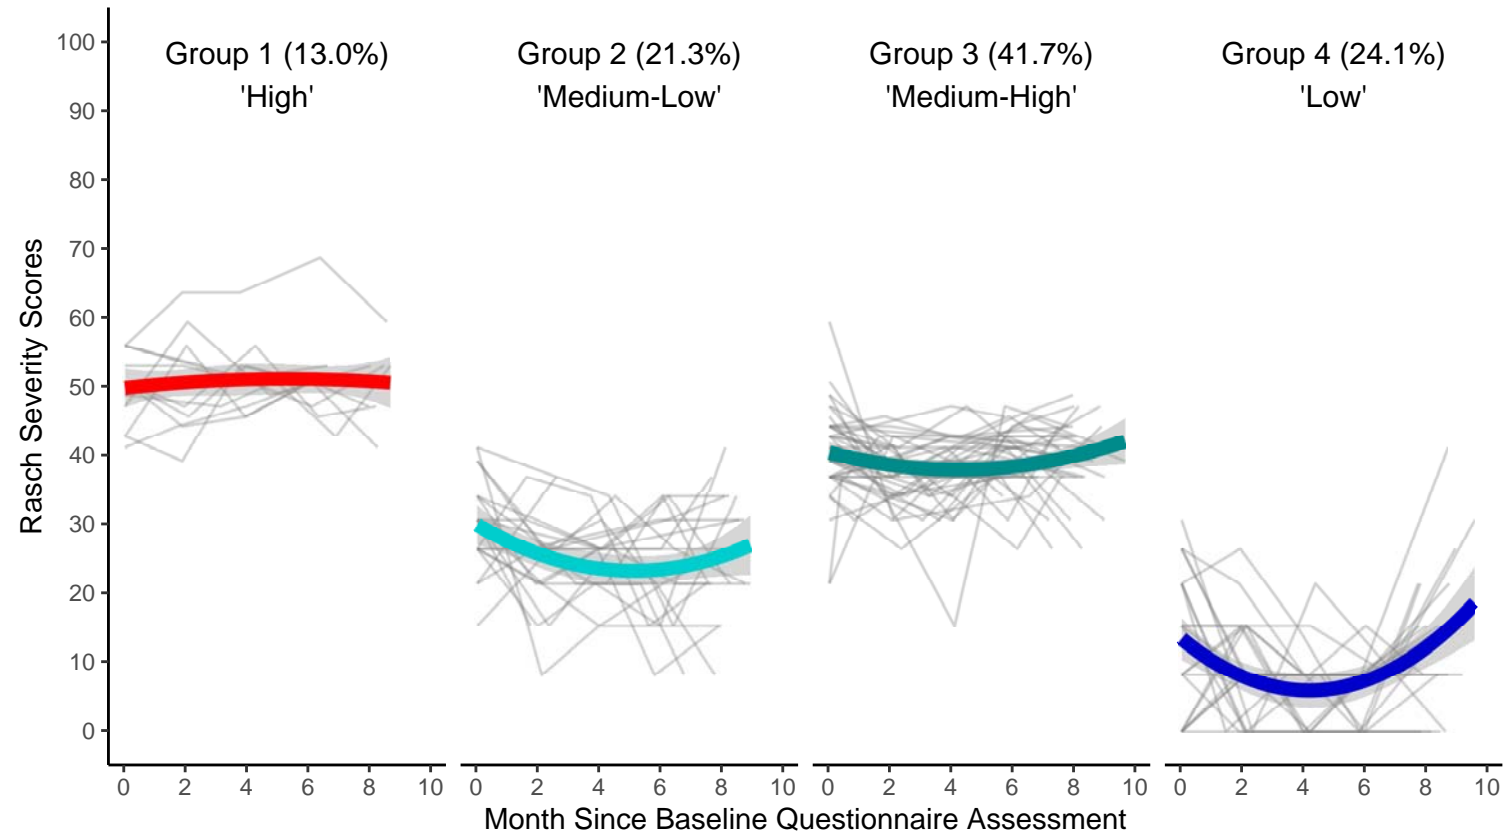 Group 1 (13.0%)
'High'
Group 2 (21.3%)
'Medium-Low'
Group 3 (41.7%)
'Medium-High'
Group 4 (24.1%)
'Low'
Rasch Severity Scores
100
90
80
70
60
50
40
30
20
10
0
0 2 4 6 8 10
0 2 4 6 8 10
0 2 4 6 8 10
0 2 4 6 8 10
Month Since Baseline Questionnaire Assessment